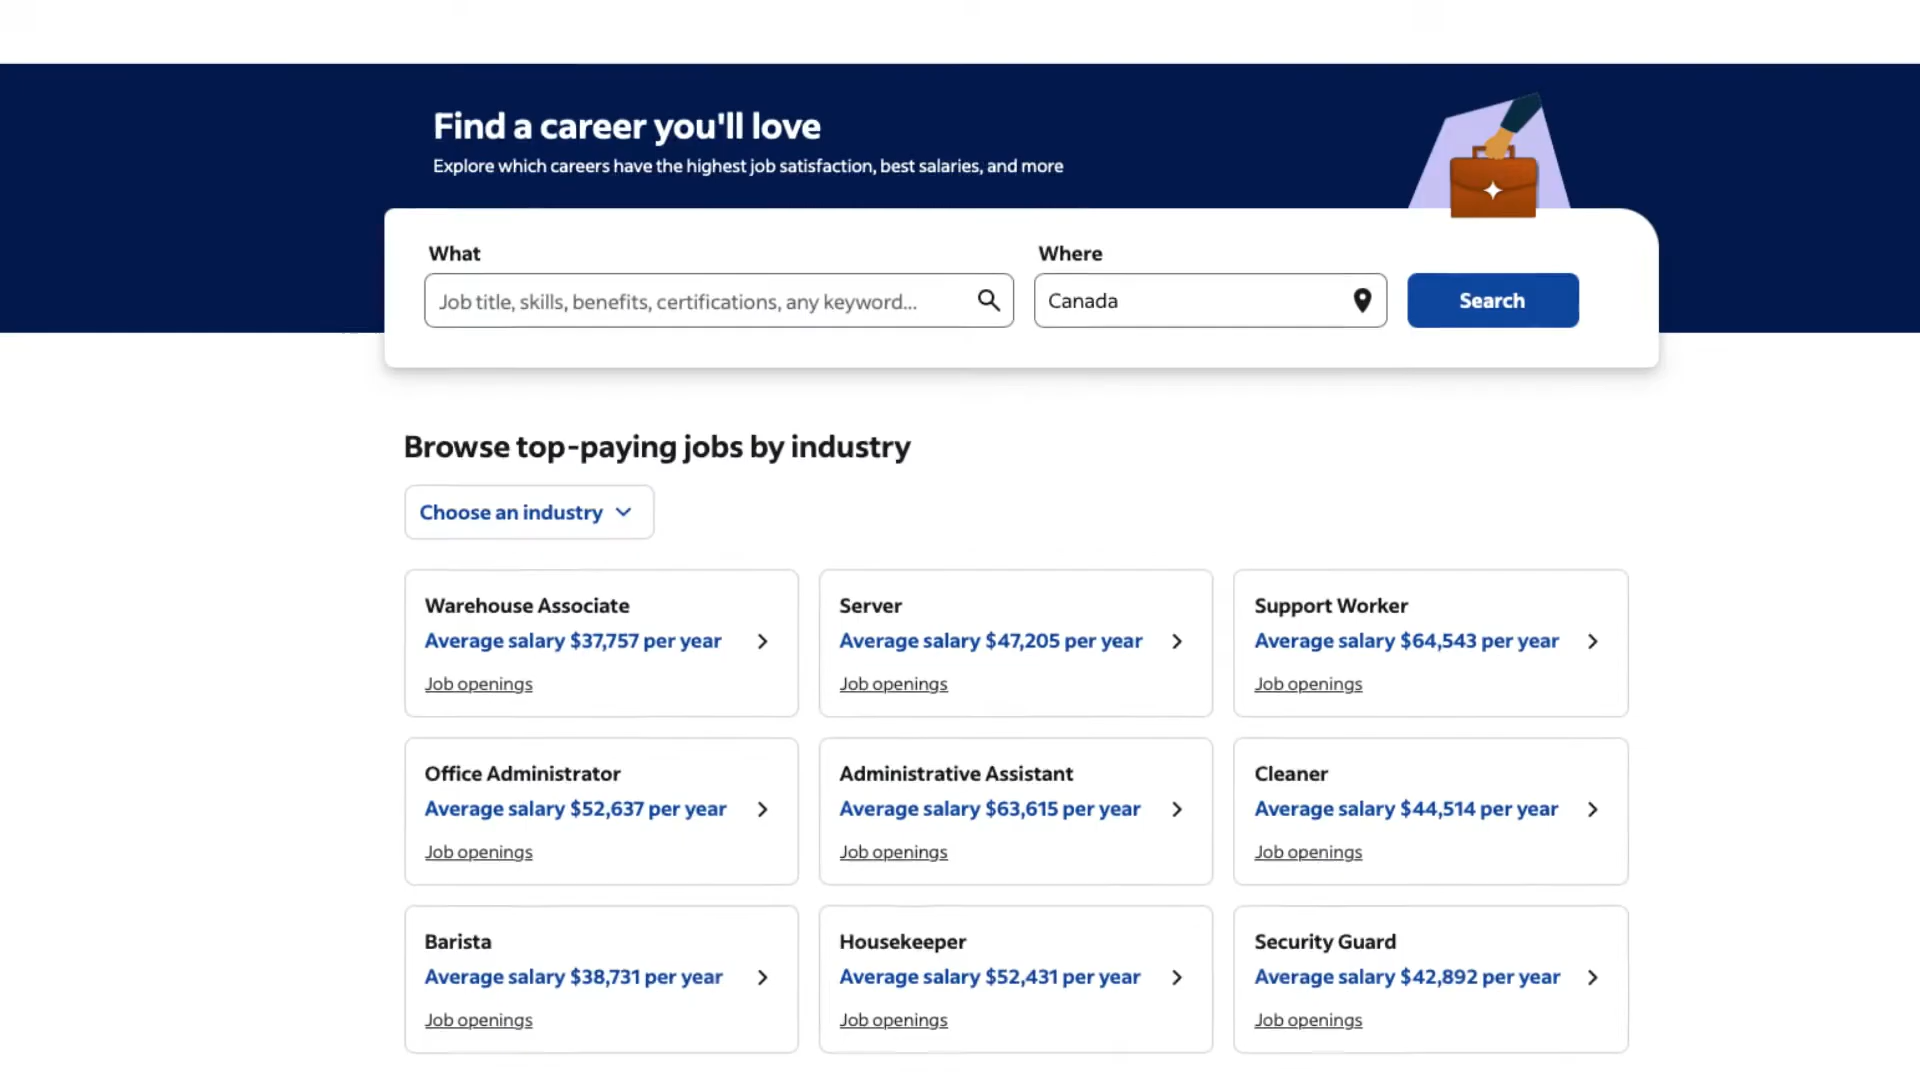 Find a career you'll love
Explore which careers have the highest job satisfaction, best salaries, and more
What
Where
Job title, skills, benefits, certifications, any keyword...
Canada
Search
Browse top-paying jobs by industry
Choose an industry
Warehouse Associate
Average salary $37,757 per year
Job openings
Server
Average salary $47,205 per year
Job openings
Support Worker
Average salary $64,543 per year
Job openings
Office Administrator
Average salary $52,637 per year
Job openings
Administrative Assistant
Average salary $63,615 per year
Job openings
Cleaner
Average salary $44,514 per year
Job openings
Barista
Average salary $38,731 per year
Job openings
Housekeeper
Average salary $52,431 per year
Job openings
Security Guard
Average salary $42,892 per year
Job openings